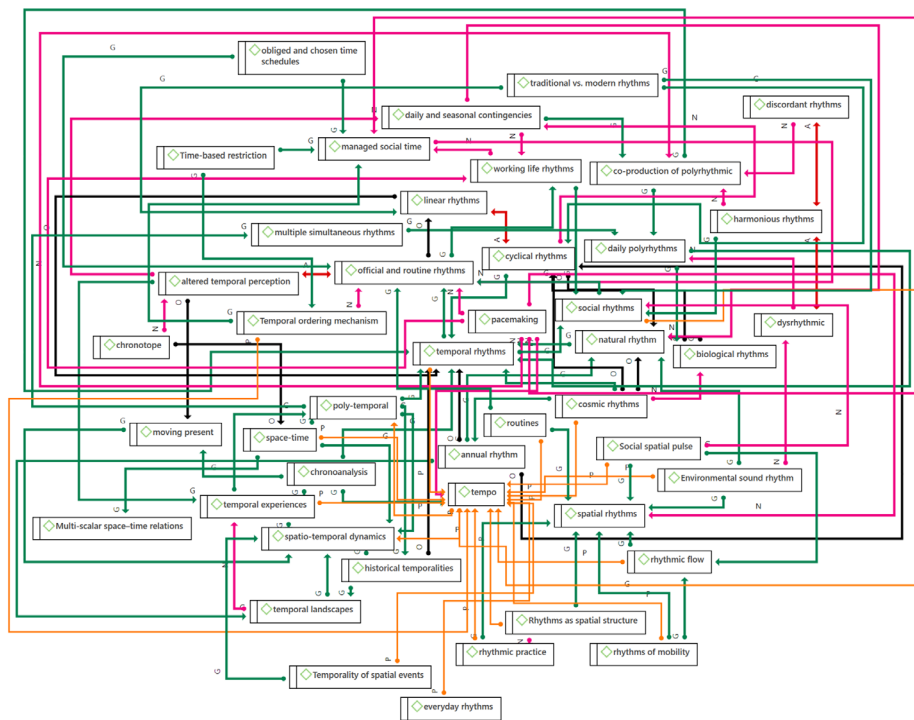 obliged and chosen time
schedules
traditional vs. modern rhythms
discordant rhythms
daily and seasonal contingencies
managed social time
Time-based restriction
working life rhythms
co-production of polyrhythmic
linear rhythms
harmonious rhythms
multiple simultaneous rhythms
daily polyrhythms
cyclical rhythms
official and routine rhythms
altered temporal perception
social rhythms
Temporal ordering mechanism
pacemaking
dysrhythmic
chronotope
natural rhythm
temporal rhythms
biological rhythms
poly-temporal
cosmic rhythms
moving present
space-time
routines
annual rhythm
Social spatial pulse
chronoanalysis
Environmental sound rhythm
tempo
temporal experiences
spatial rhythms
Multi-scalar space-time relations
spatio-temporal dynamics
historical temporalities
rhythmic flow
temporal landscapes
Rhythms as spatial structure
rhythmic practice
rhythms of mobility
Temporality of spatial events
everyday rhythms